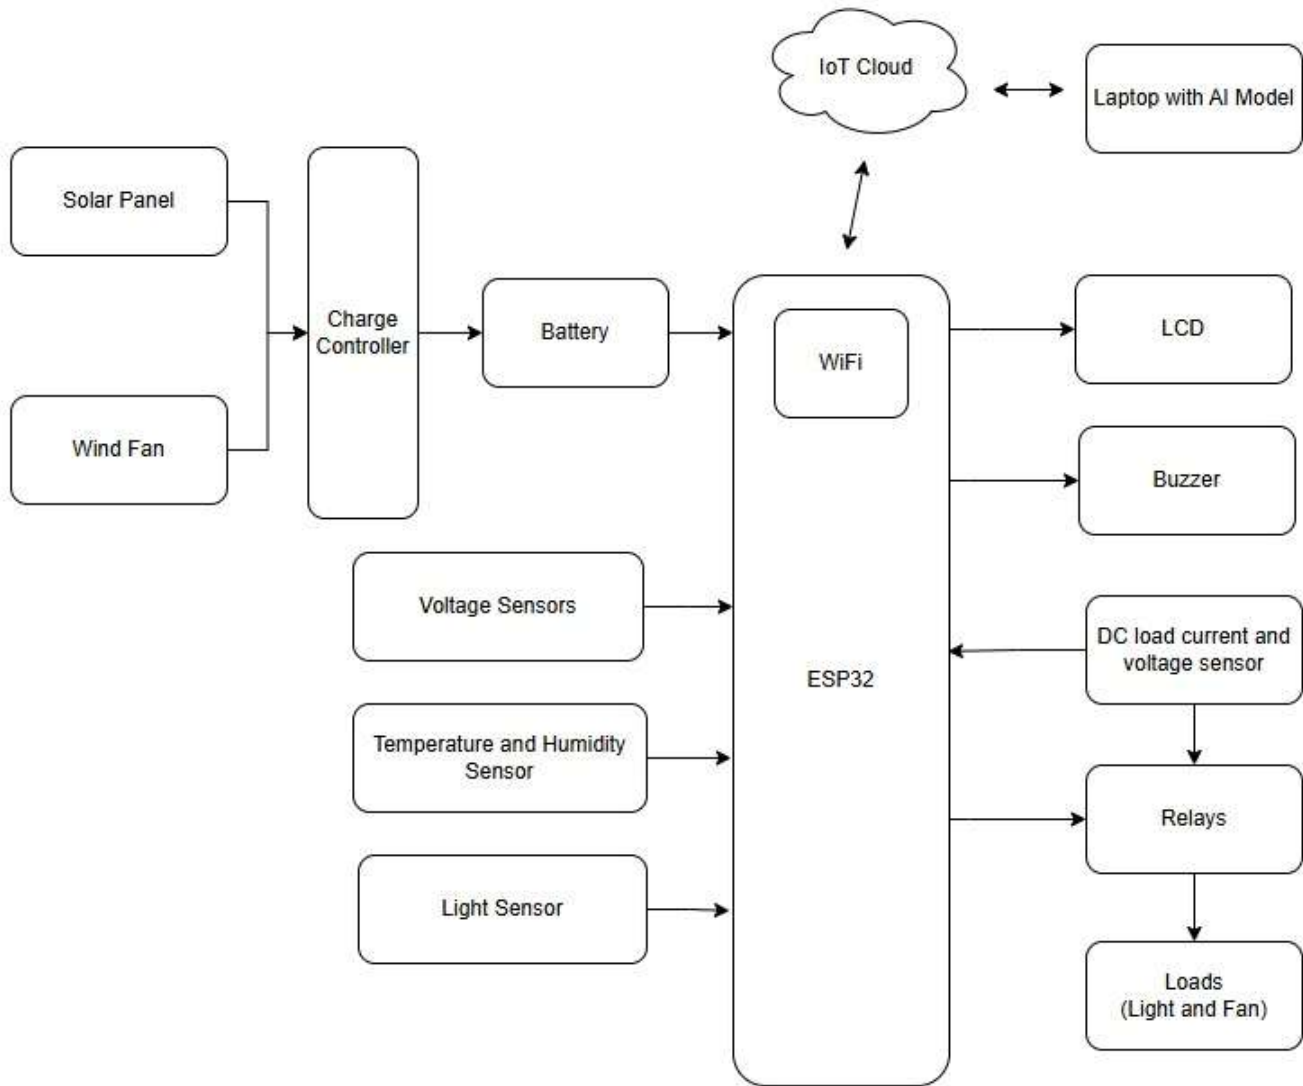 IoT Cloud
Laptop with AI Model
Solar Panel
Charge
Controller
Battery
WiFi
LCD
Wind Fan
Buzzer
Voltage Sensors
DC load current and
voltage sensor
ESP32
Temperature and Humidity
Sensor
Relays
Light Sensor
Loads
(Light and Fan)